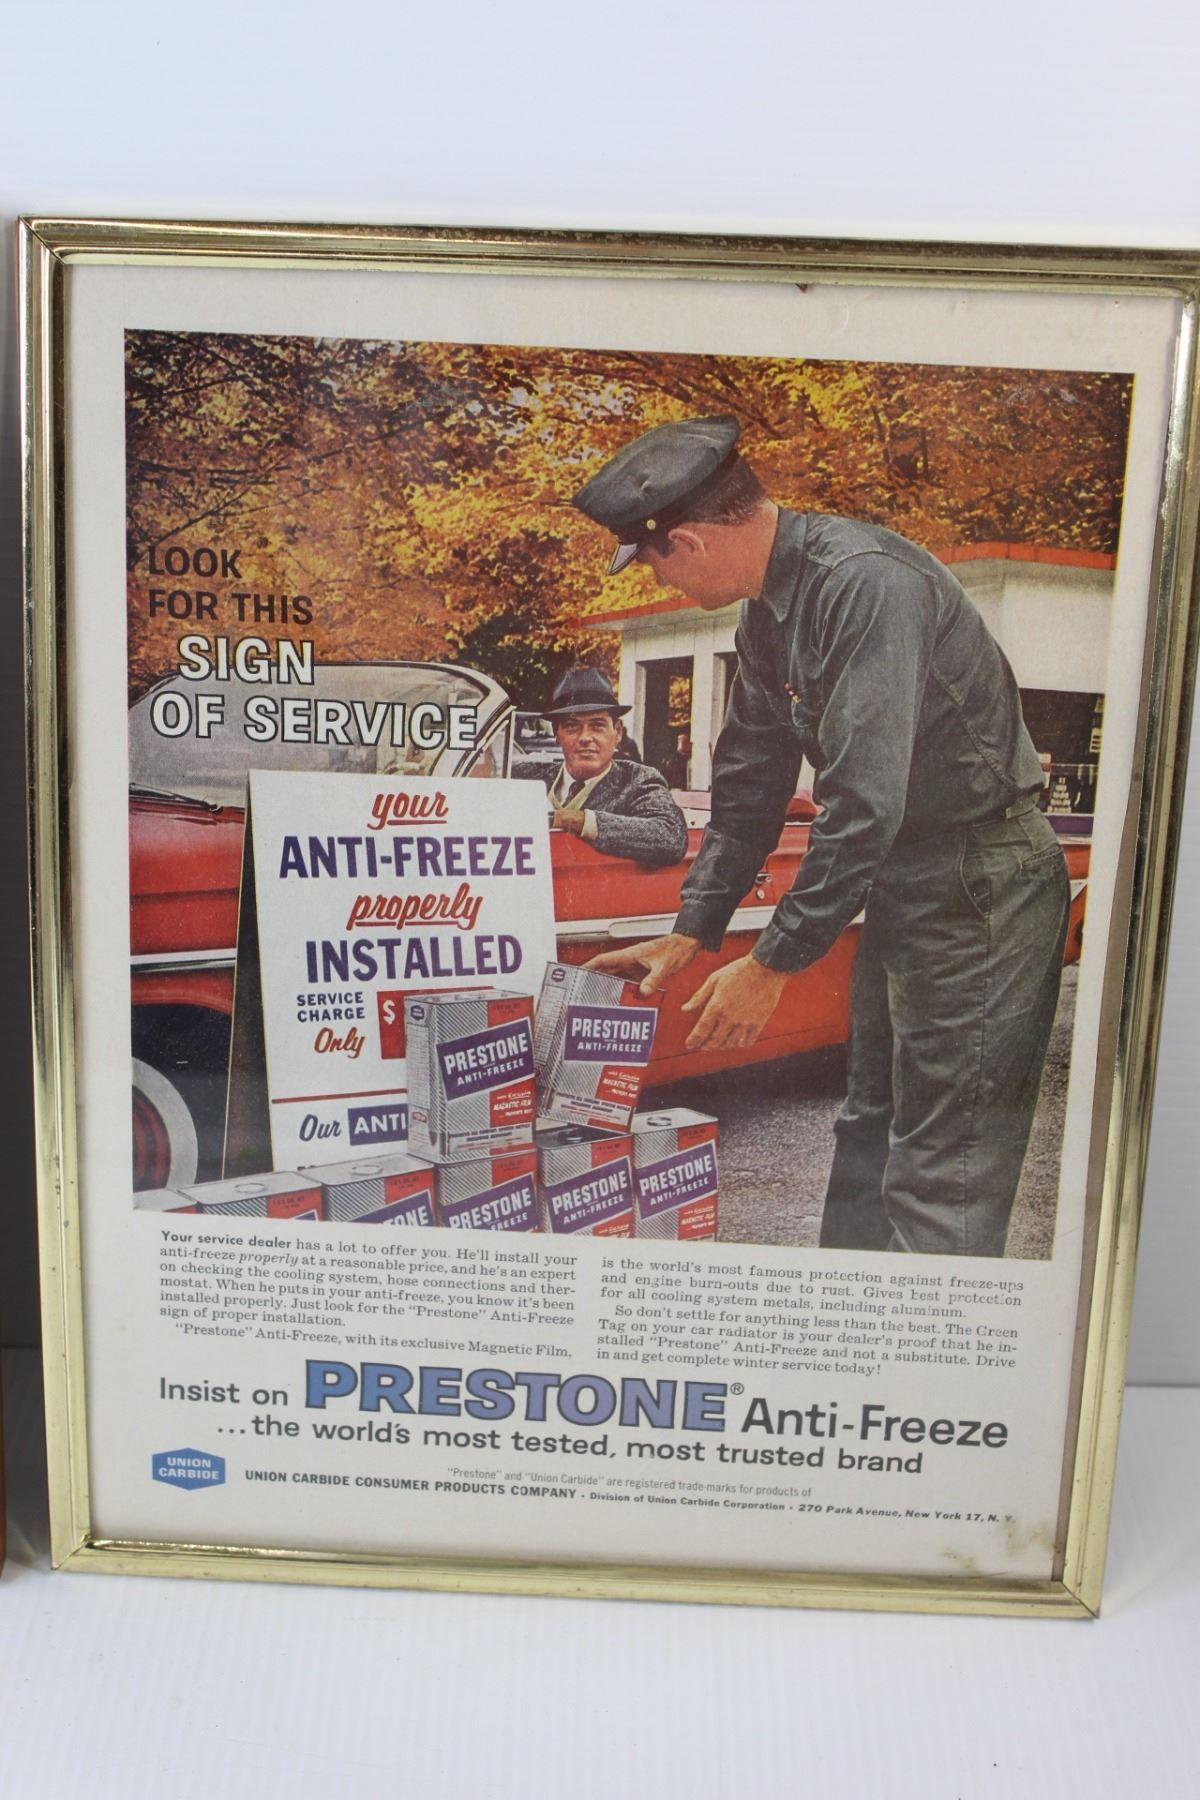 LOOK
FOR THIS
SIGN
OF SERVICE
your
ANTI-FREEZE
properly
INSTALLED
SERVICE
CHARGE
Only
$
Our ANTI
PRESTONE
ANTI-FREEZE
PRESTONE
ANTI-FREEZE
MAGNETIC FILM
PRESTONE
PRESTONE
PRESTONE
ANTI-FREEZE
Your service dealer has a lot to offer you. He'll install your
anti-freeze properly at a reasonable price, and he's an expert
on checking the cooling system, hose connections and ther-
mostat. When he puts in your anti-freeze, you know it's been
installed properly. Just look for the “Prestone” Anti-Freeze
sign of proper installation.
“Prestone” Anti-Freeze, with its exclusive Magnetic Film,
is the world's most famous protection against freeze-ups
and engine burn-outs due to rust. Gives best protection
for all cooling system metals, including aluminum.
So don't settle for anything less than the best. The Green
Tag on your car radiator is your dealer's proof that he in-
stalled “Prestone” Anti-Freeze and not a substitute. Drive
in and get complete winter service today!
Insist on PRESTONE® Anti-Freeze
...the world's most tested, most trusted brand
UNION
CARBIDE
“Prestone” and “Union Carbide” are registered trade-marks for products of
UNION CARBIDE CONSUMER PRODUCTS COMPANY • Division of Union Carbide Corporation • 270 Park Avenue, New York 17, N. Y.